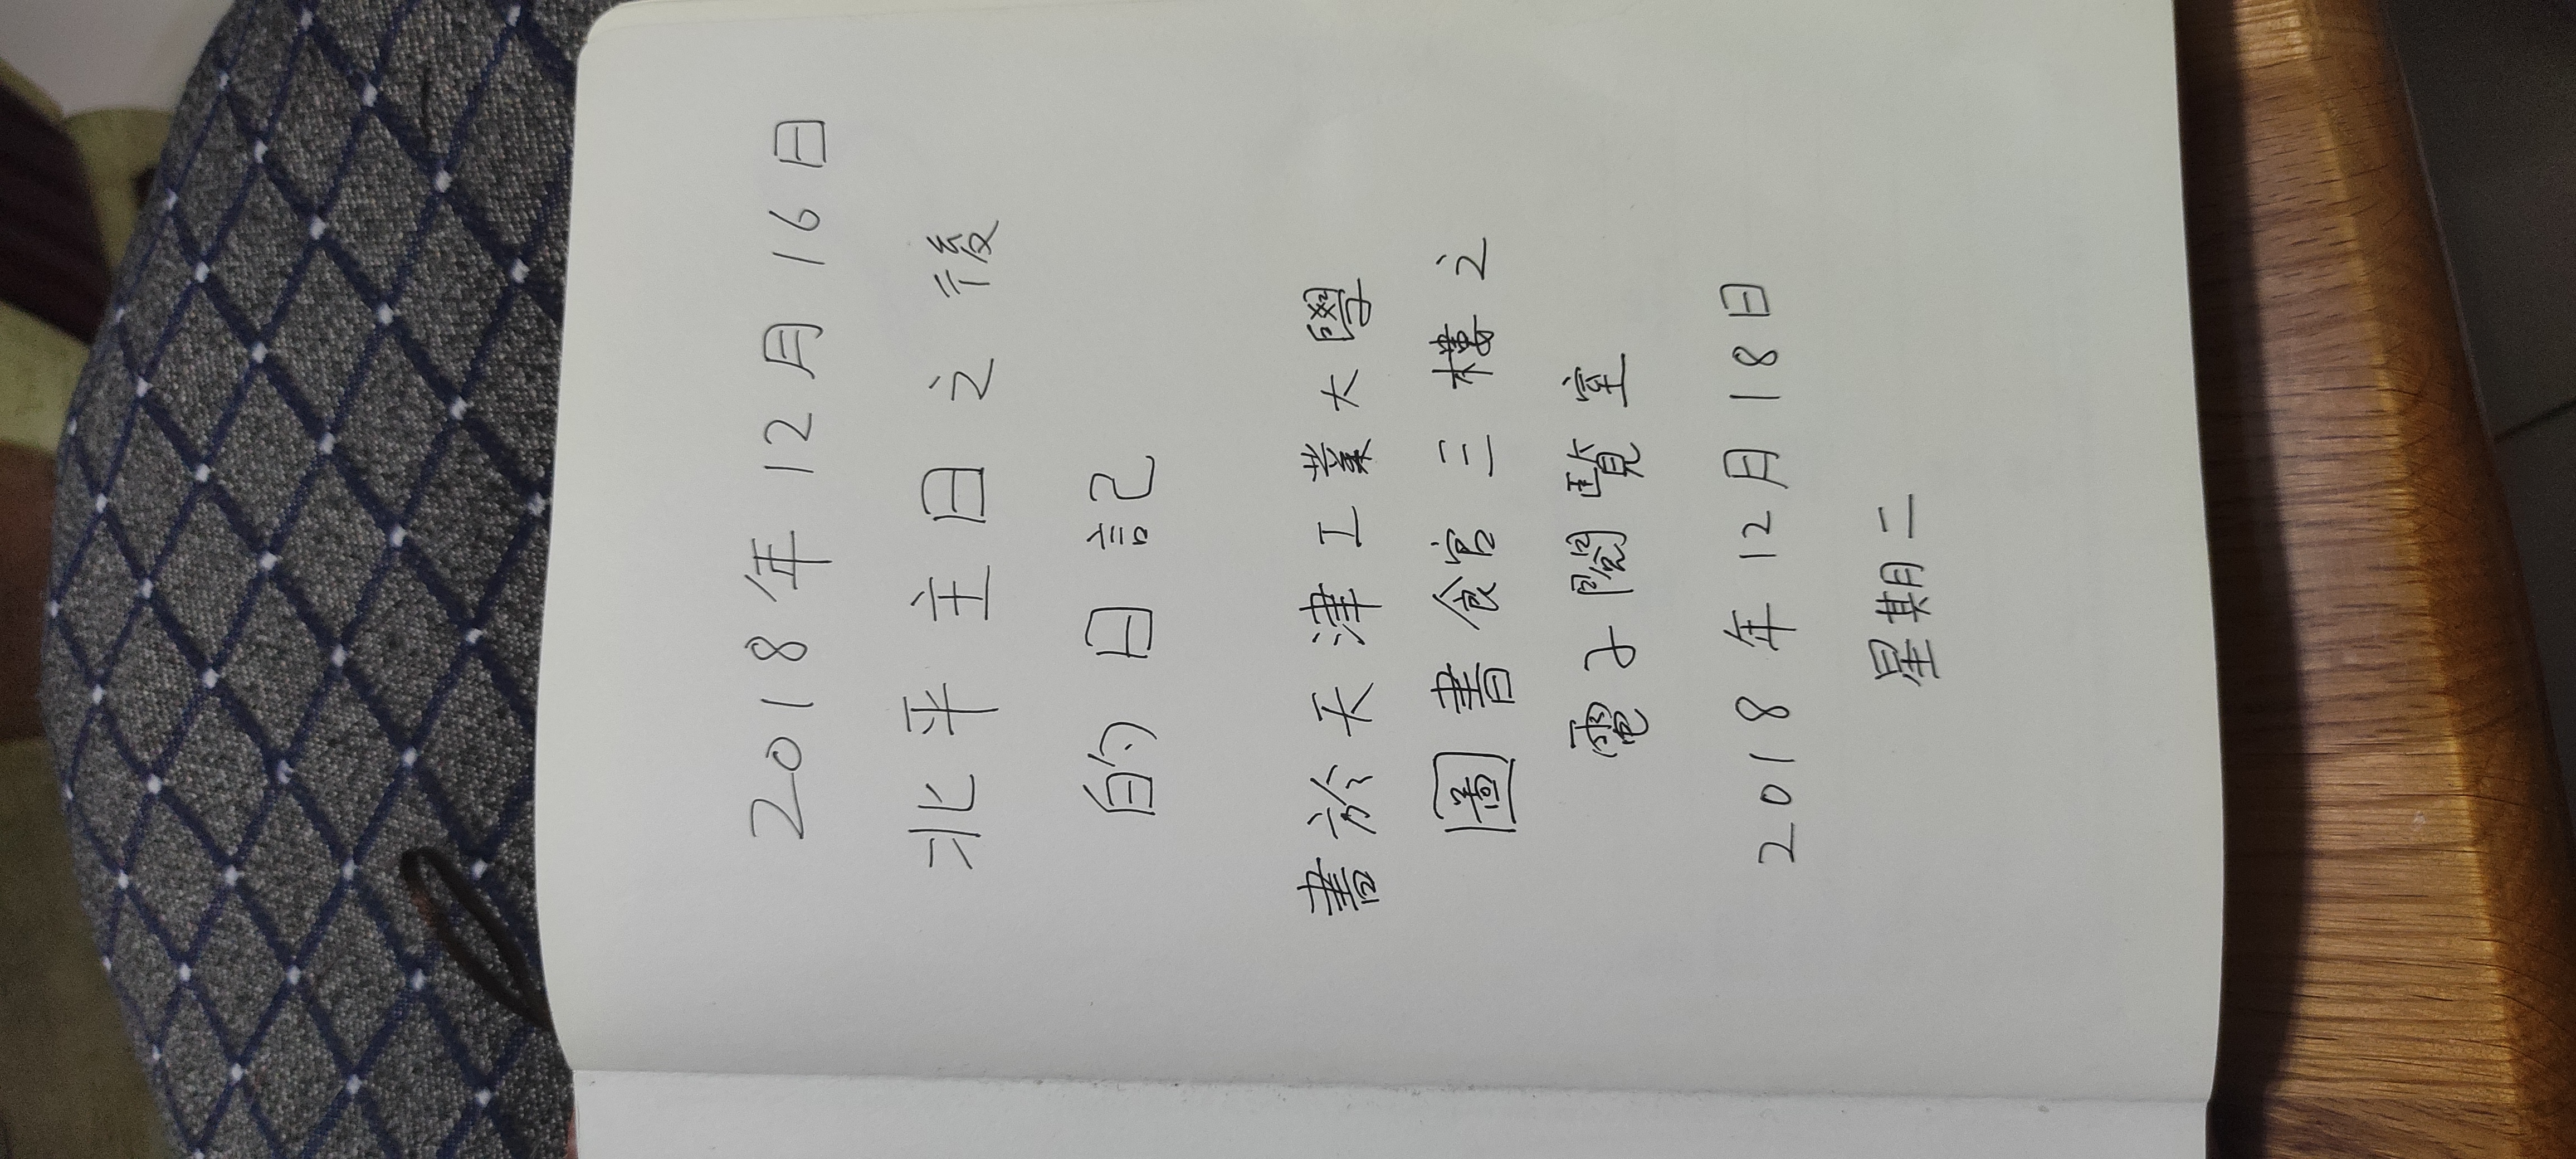 2018年12月16日
北平主日之後
的日記
書於天津工業大學
圖書館三樓之
電子閱覽室
2018年12月18日
星期二